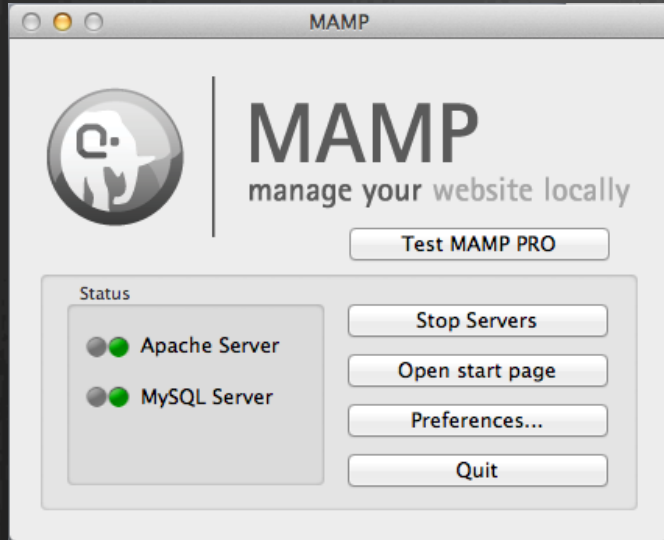 MAMP
MAMP
manage your website locally
Test MAMP PRO
Status
Apache Server
MySQL Server
Stop Servers
Open start page
Preferences...
Quit